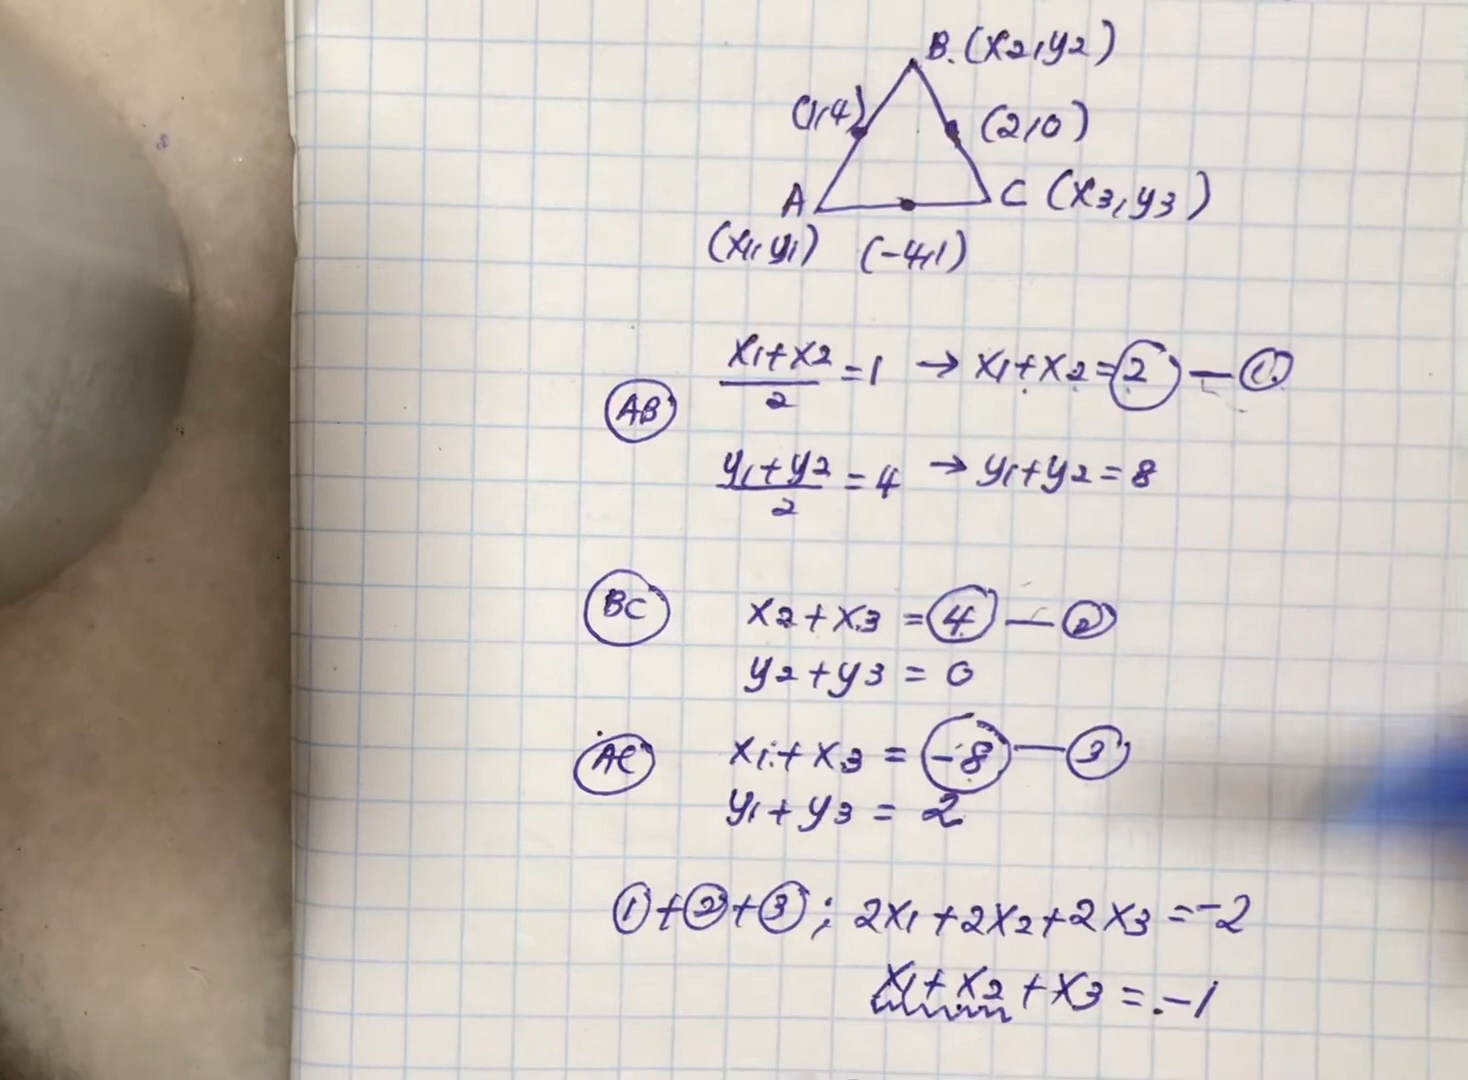 B. (x2,y2)
(1,4)
(2,0)
A
C (x3,y3)
(x1,y1) (-4,1)
x1+x2/2 = 1 → x1+x2 = 2 — 1
AB
y1+y2/2 = 4 → y1+y2 = 8
BC x2+x3 = 4 — 2
y2+y3 = 0
AC x1+x3 = -8 — 3
y1+y3 = 2
1+2+3; 2x1+2x2+2x3 = -2
x1+x2+x3 = -1